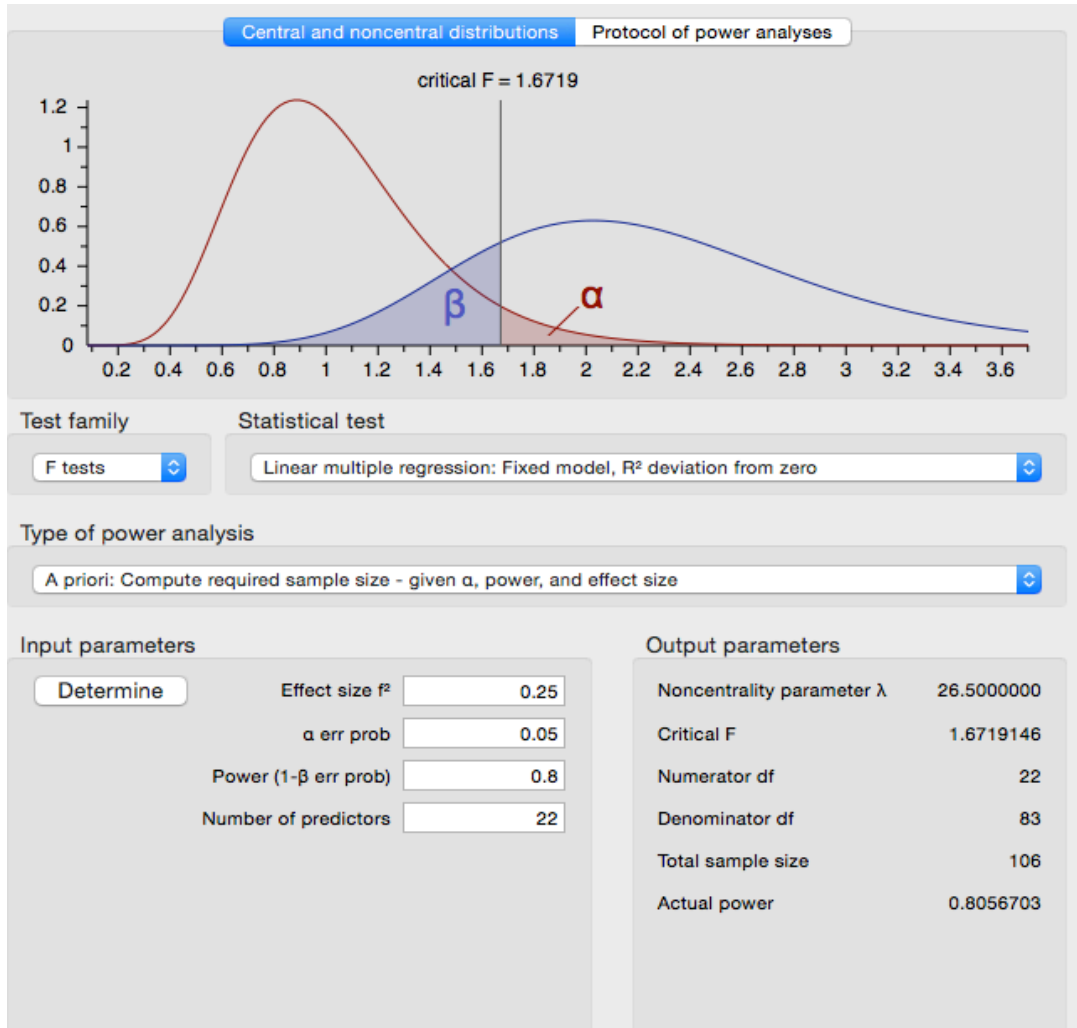 Central and noncentral distributions Protocol of power analyses
critical F = 1.6719
1.2
1
0.8
0.6
0.4
0.2
0
β
α
0.2 0.4 0.6 0.8 1 1.2 1.4 1.6 1.8 2 2.2 2.4 2.6 2.8 3 3.2 3.4 3.6
Test family Statistical test
F tests Linear multiple regression: Fixed model, R² deviation from zero
Type of power analysis
A priori: Compute required sample size - given α, power, and effect size
Input parameters Output parameters
Determine Effect size f² 0.25 Noncentrality parameter λ 26.5000000
α err prob 0.05 Critical F 1.6719146
Power (1-β err prob) 0.8 Numerator df 22
Number of predictors 22 Denominator df 83
Total sample size 106
Actual power 0.8056703